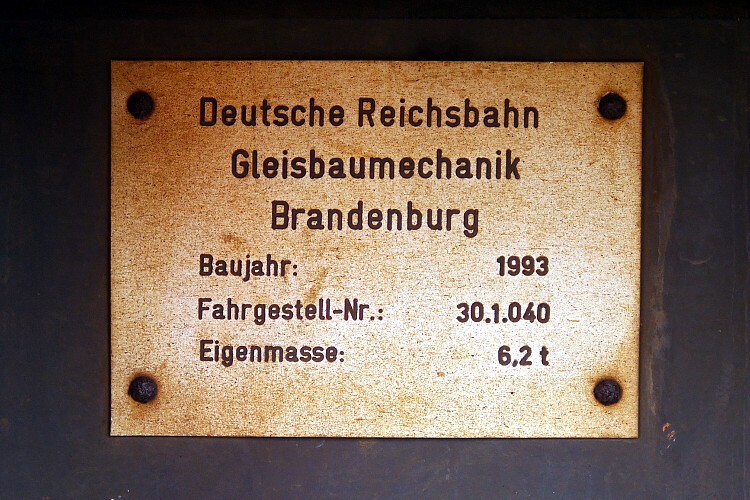 Deutsche Reichsbahn
Gleisbaumechanik
Brandenburg
Baujahr: 1993
Fahrgestell-Nr.: 30.1.040
Eigenmasse: 6,2 t